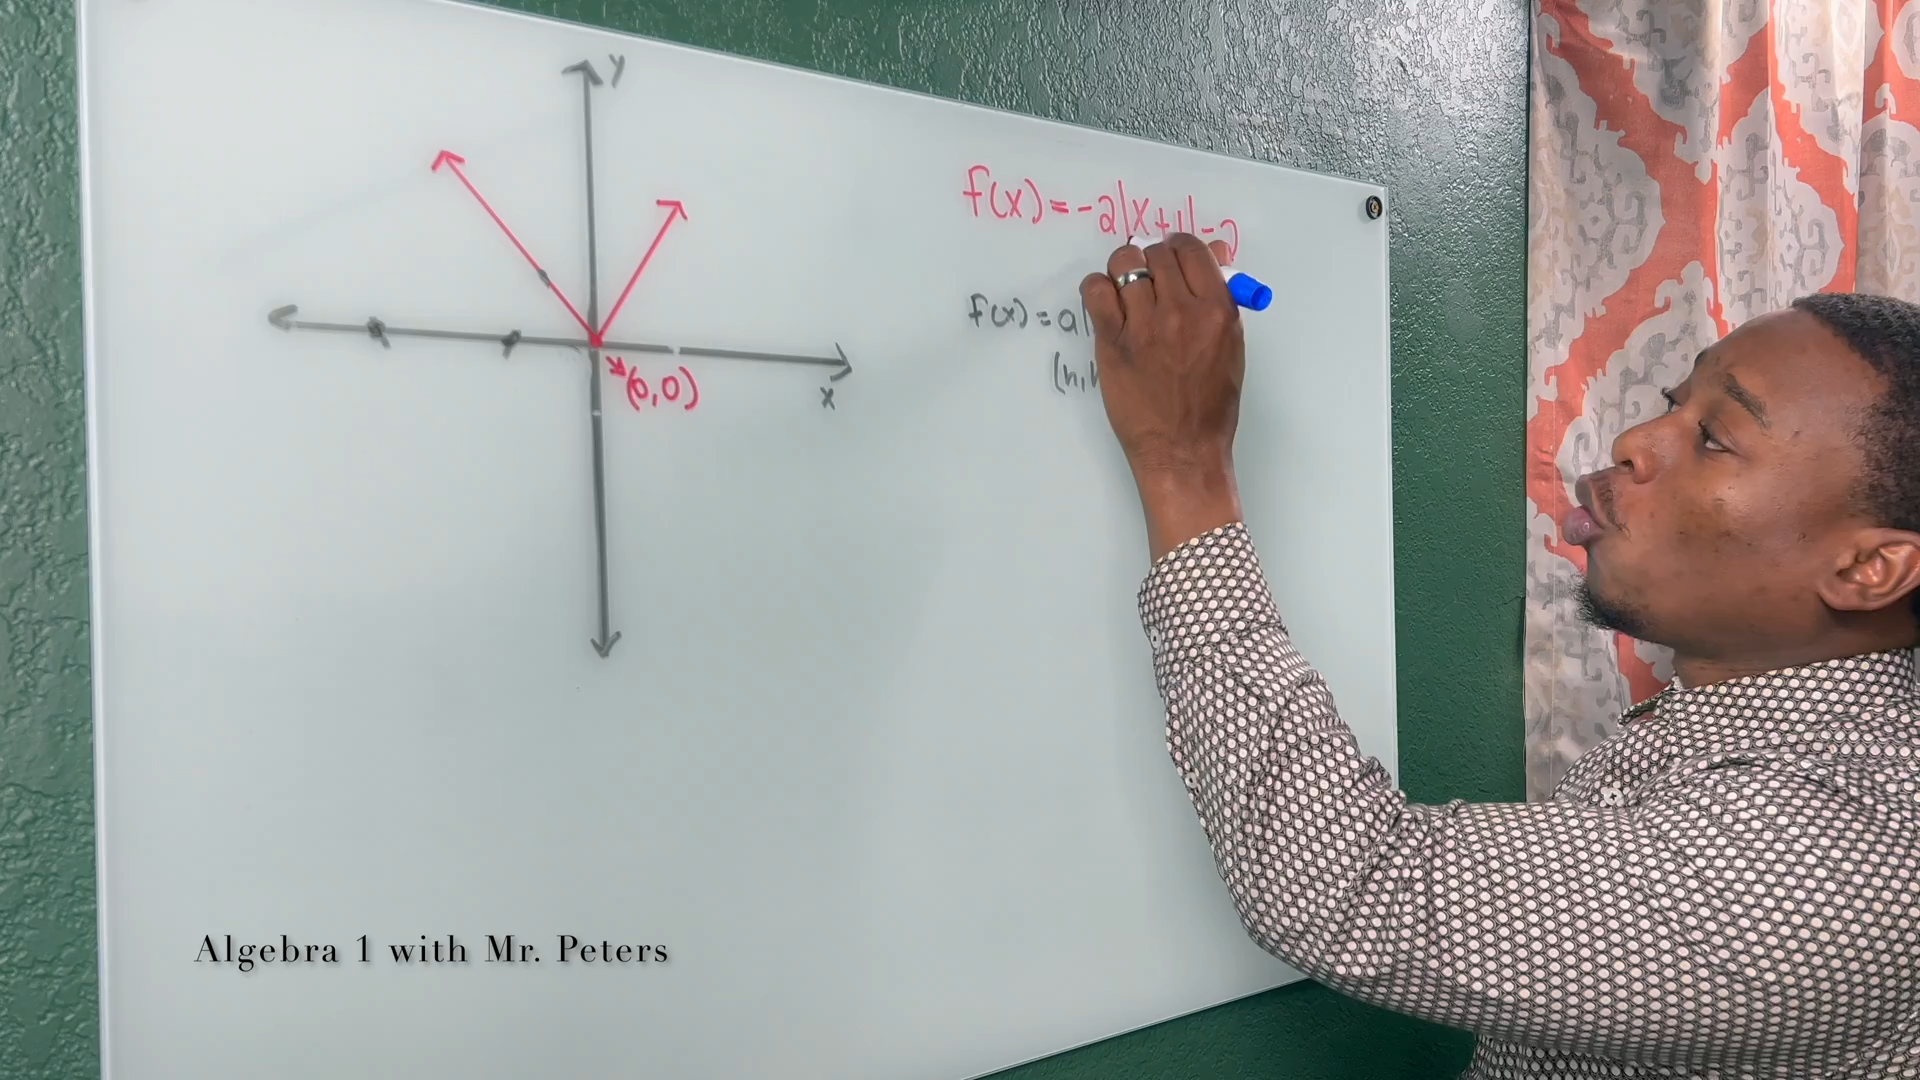 y
f(x) = -2|x+1|-2
f(x) = a|
(h,
x
(0,0)
Algebra 1 with Mr. Peters